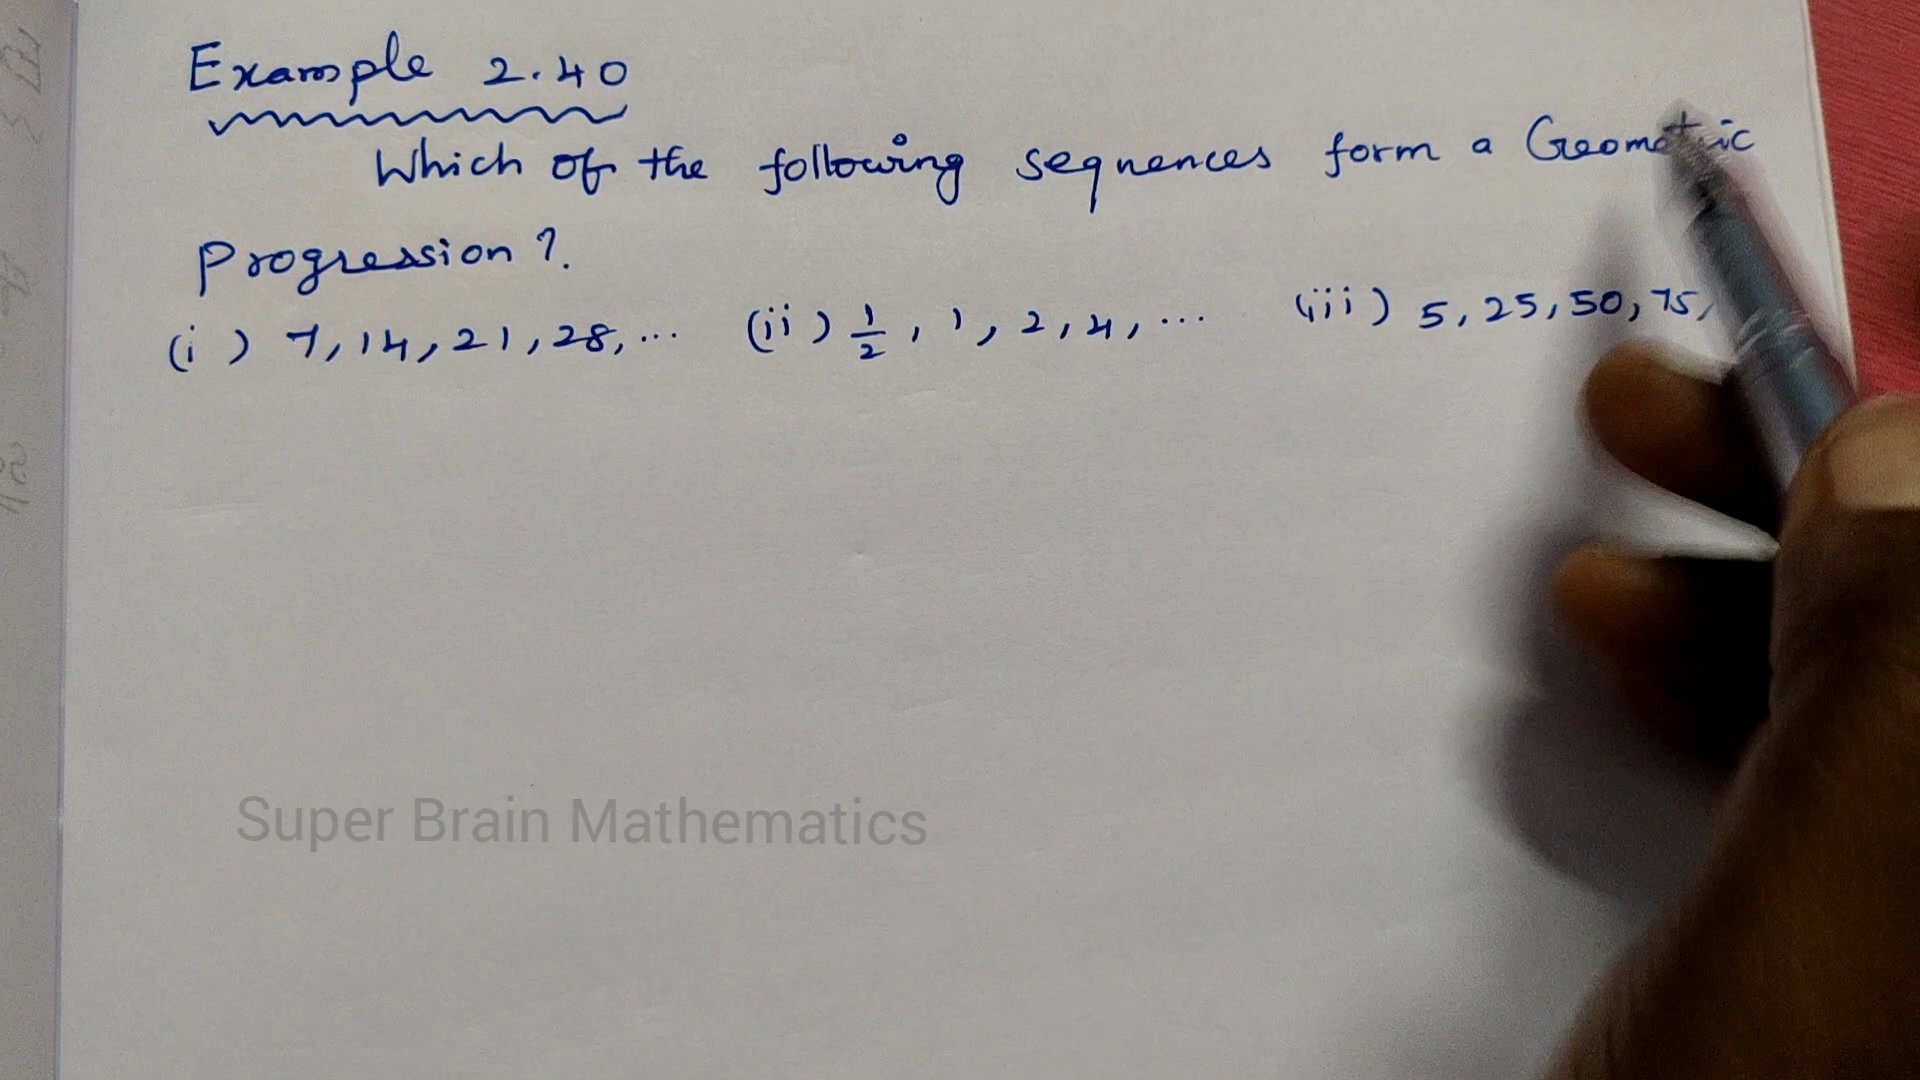 Example 2.40
Which of the following sequences form a Geometric
Progression?.
(i) 7, 14, 21, 28, ... (ii) 1/2, 1, 2, 4, ... (iii) 5, 25, 50, 75,
Super Brain Mathematics